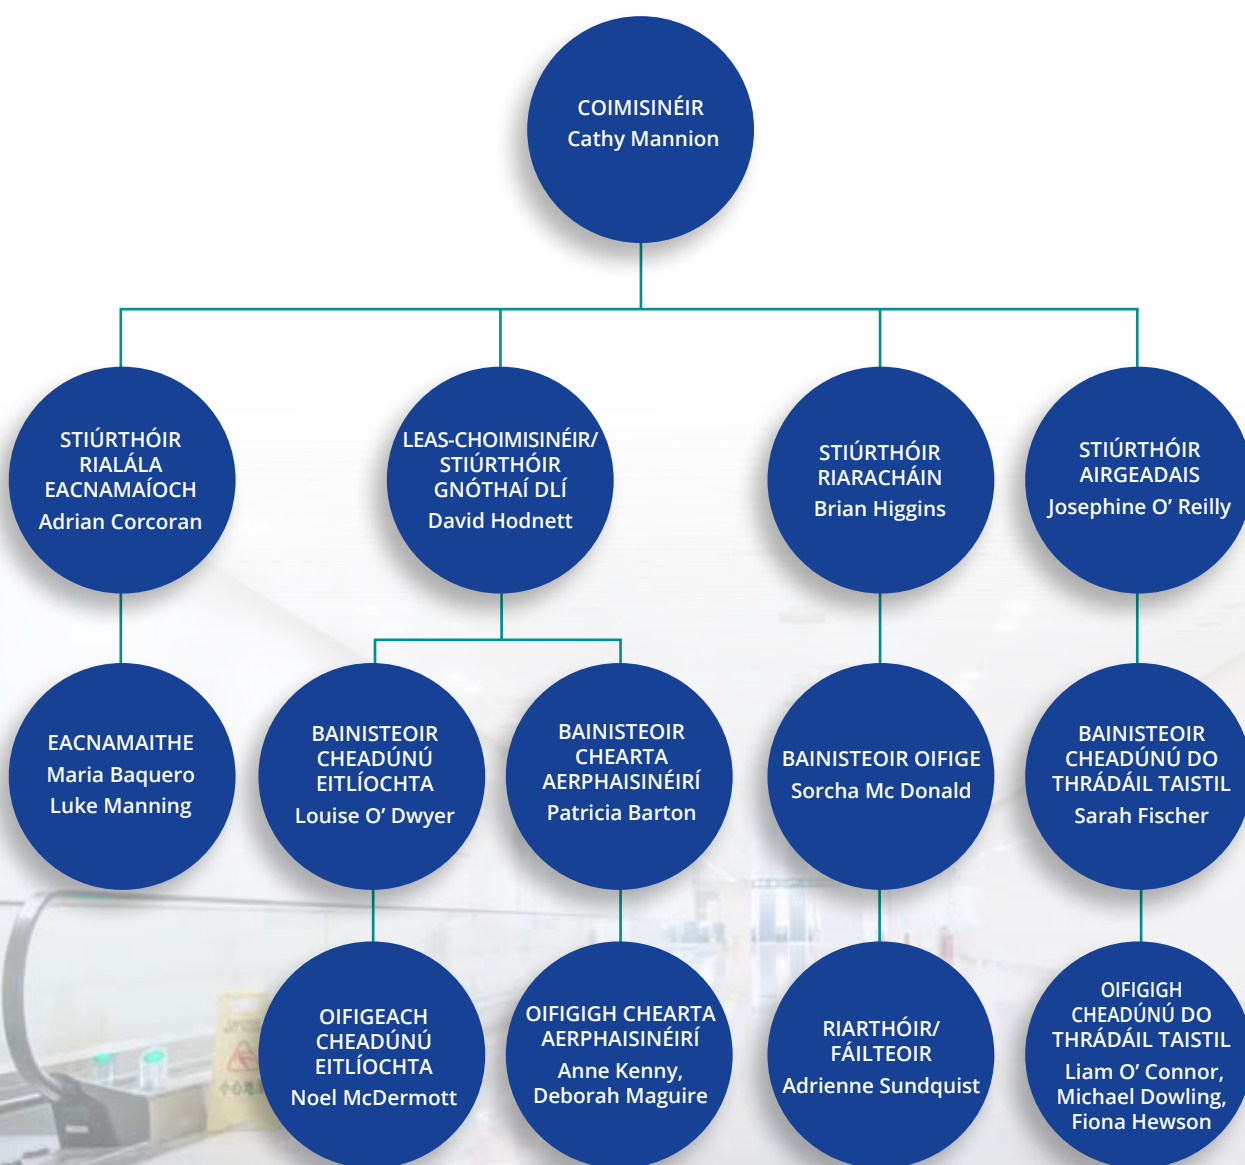 COIMISINÉIR
Cathy Mannion
STIÚRTHÓIR
RIALÁLA
EACNAMAÍOCH
Adrian Corcoran
LEAS-CHOIMISINÉIR/
STIÚRTHÓIR
GNÓTHAÍ DLÍ
David Hodnett
STIÚRTHÓIR
RIARACHÁIN
Brian Higgins
STIÚRTHÓIR
AIRGEADAIS
Josephine O’ Reilly
EACNAMAITHE
Maria Baquero
Luke Manning
BAINISTEOIR
CHEADÚNÚ
EITLÍOCHTA
Louise O’ Dwyer
BAINISTEOIR
CHEARTA
AERPHAISINÉIRÍ
Patricia Barton
BAINISTEOIR OIFIGE
Sorcha Mc Donald
BAINISTEOIR
CHEADÚNÚ DO
THRÁDÁIL TAISTIL
Sarah Fischer
OIFIGEACH
CHEADÚNÚ
EITLÍOCHTA
Noel McDermott
OIFIGIGH CHEARTA
AERPHAISINÉIRÍ
Anne Kenny,
Deborah Maguire
RIARTHÓIR/
FÁILTEOIR
Adrienne Sundquist
OIFIGIGH
CHEADÚNÚ DO
THRÁDÁIL TAISTIL
Liam O’ Connor,
Michael Dowling,
Fiona Hewson